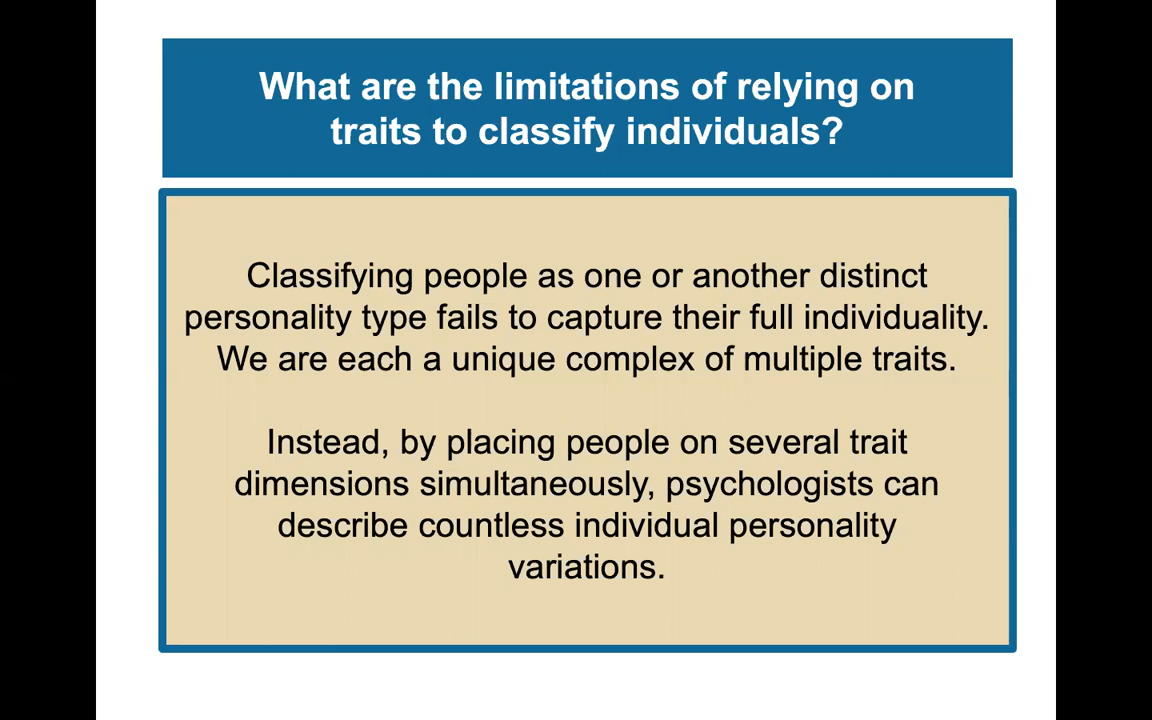 What are the limitations of relying on
traits to classify individuals?
Classifying people as one or another distinct
personality type fails to capture their full individuality.
We are each a unique complex of multiple traits.
Instead, by placing people on several trait
dimensions simultaneously, psychologists can
describe countless individual personality
variations.